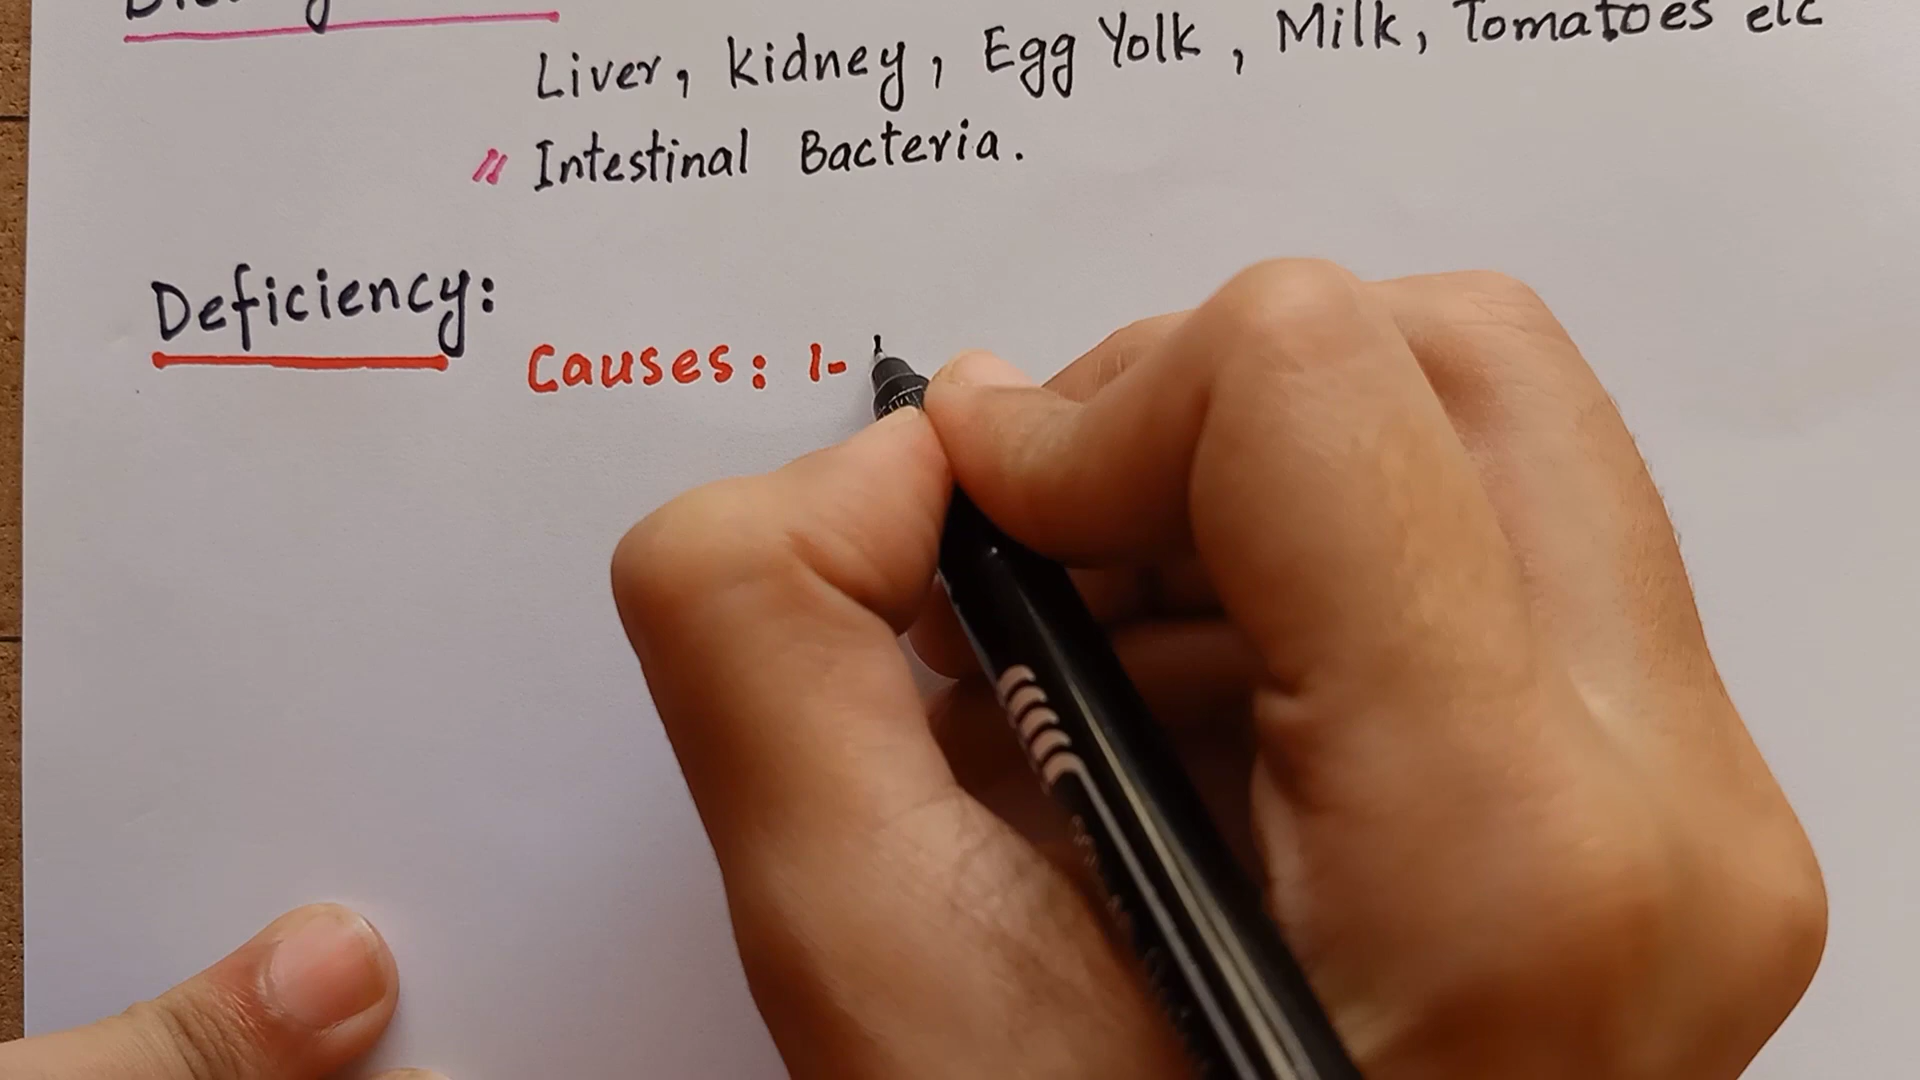 Liver, kidney, Egg Yolk, Milk, Tomatoes etc
Intestinal Bacteria.
Deficiency:
Causes: 1-